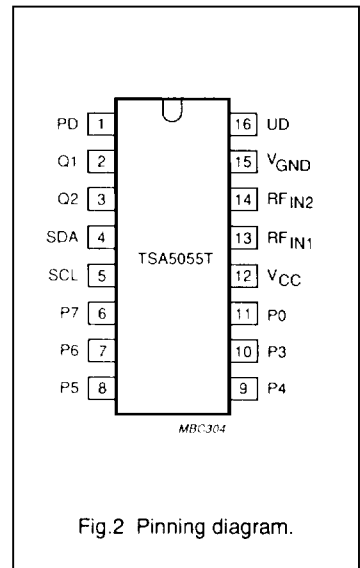 PD 1 16 UD
Q1 2 15 VGND
Q2 3 14 RFIN2
SDA 4 13 RFIN1
TSA5055T
SCL 5 12 VCC
P7 6 11 P0
P6 7 10 P3
P5 8 9 P4
MBC304
Fig.2 Pinning diagram.